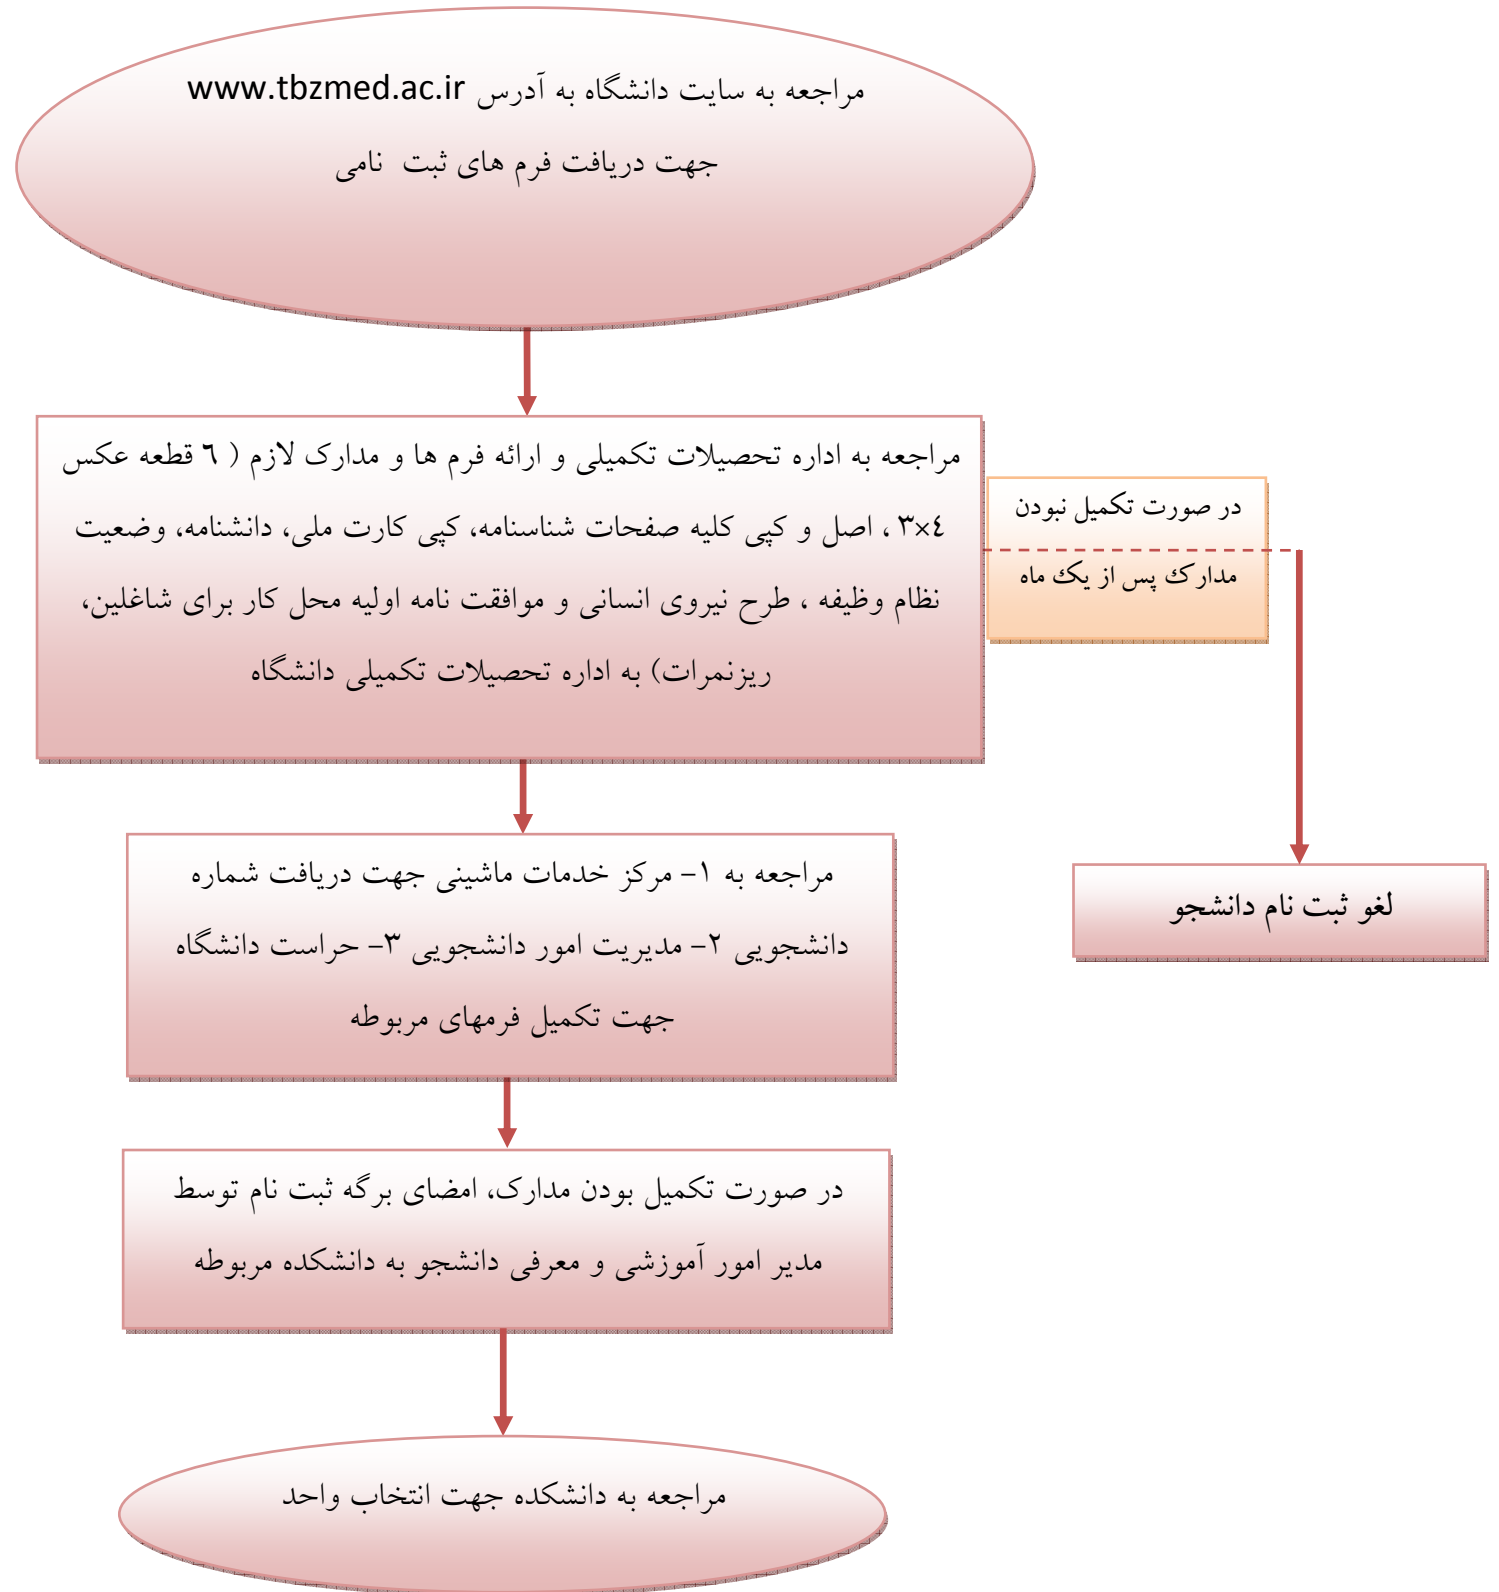 مراجعه به سایت دانشگاه به آدرس www.tbzmed.ac.ir
جهت دریافت فرم های ثبت نامی
مراجعه به اداره تحصیلات تکمیلی و ارائه فرم ها و مدارک لازم ( ٦ قطعه عکس
٤×٣ ، اصل و کپی کلیه صفحات شناسنامه، کپی کارت ملی، دانشنامه، وضعیت
نظام وظیفه ، طرح نیروی انسانی و موافقت نامه اولیه محل کار برای شاغلین،
ریزنمرات) به اداره تحصیلات تکمیلی دانشگاه
در صورت تکمیل نبودن
مدارك پس از یك ماه
مراجعه به ١- مرکز خدمات ماشینی جهت دریافت شماره
دانشجویی ٢- مدیریت امور دانشجویی ٣- حراست دانشگاه
جهت تکمیل فرمهای مربوطه
لغو ثبت نام دانشجو
در صورت تکمیل بودن مدارک، امضای برگه ثبت نام توسط
مدیر امور آموزشی و معرفی دانشجو به دانشکده مربوطه
مراجعه به دانشکده جهت انتخاب واحد